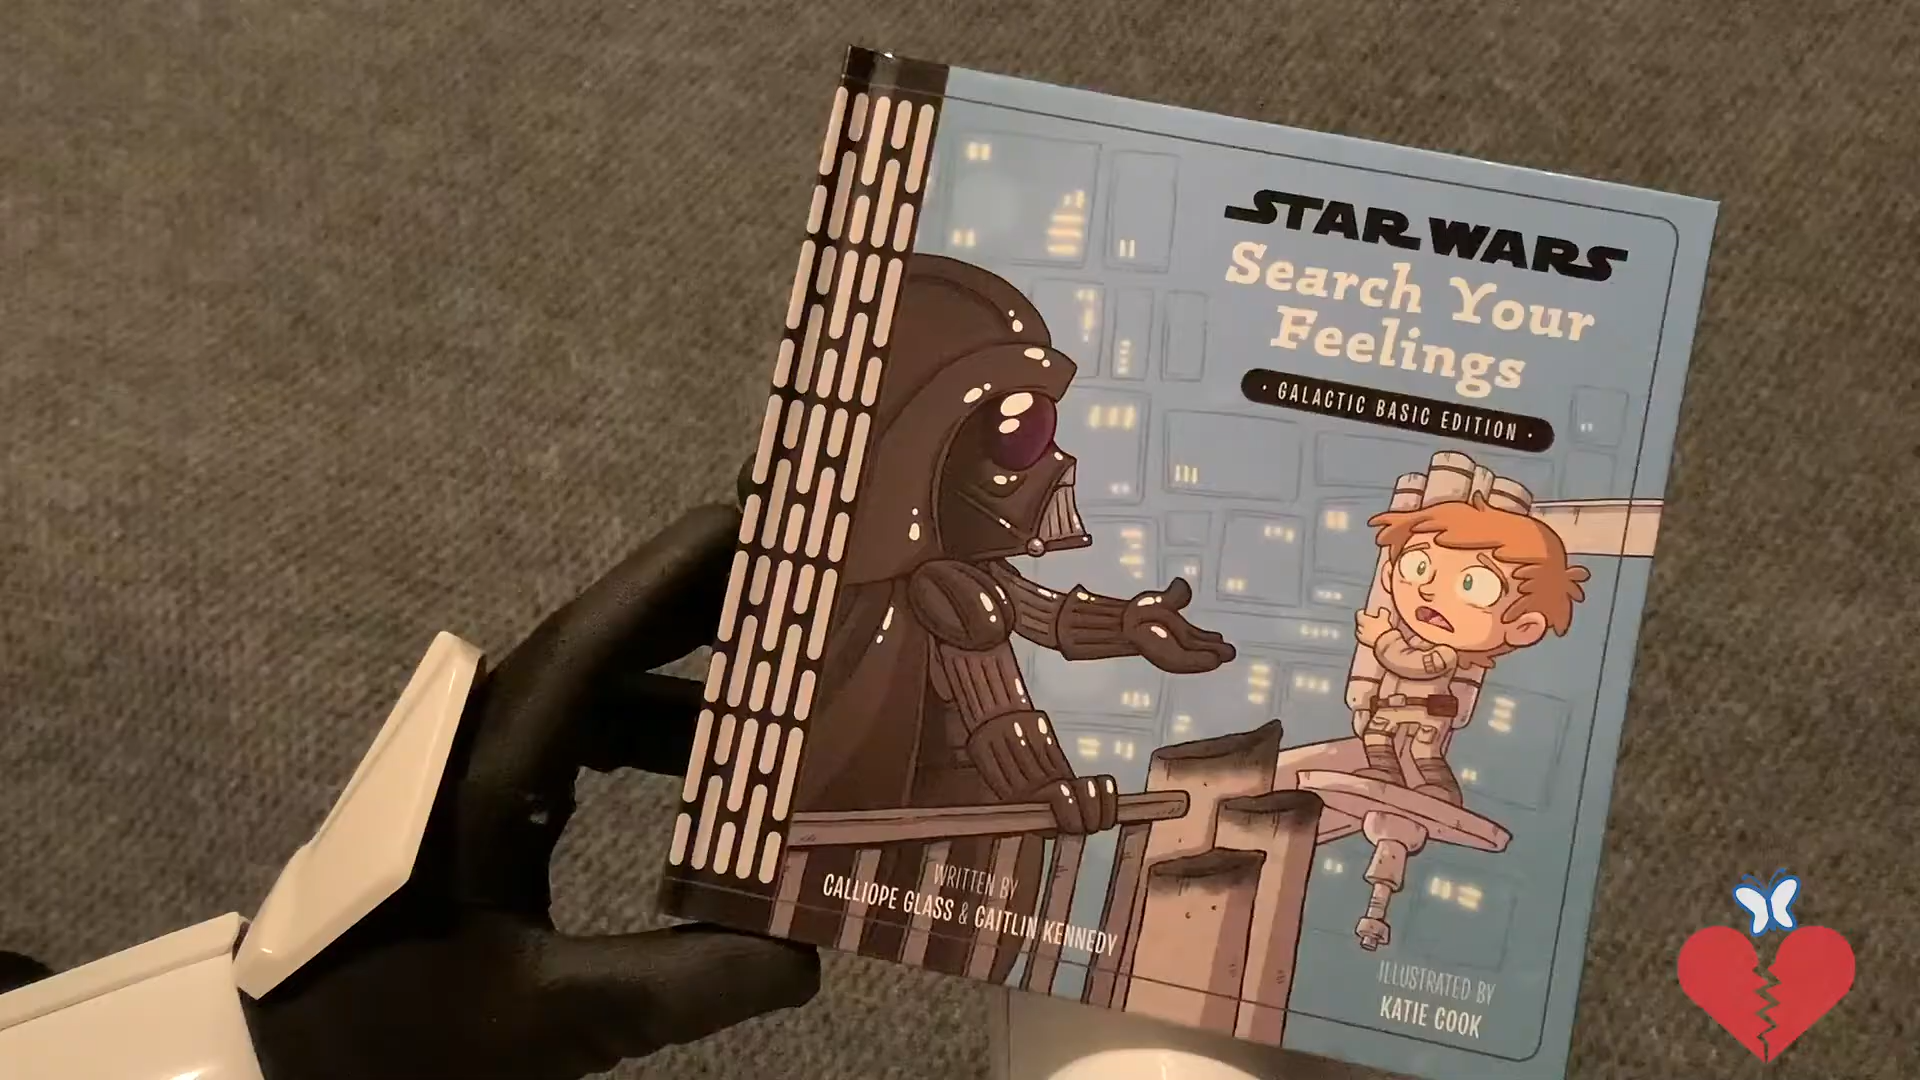 STAR WARS
Search Your
Feelings
· GALACTIC BASIC EDITION ·
WRITTEN BY
CALLIOPE GLASS & CAITLIN KENNEDY
ILLUSTRATED BY
KATIE COOK